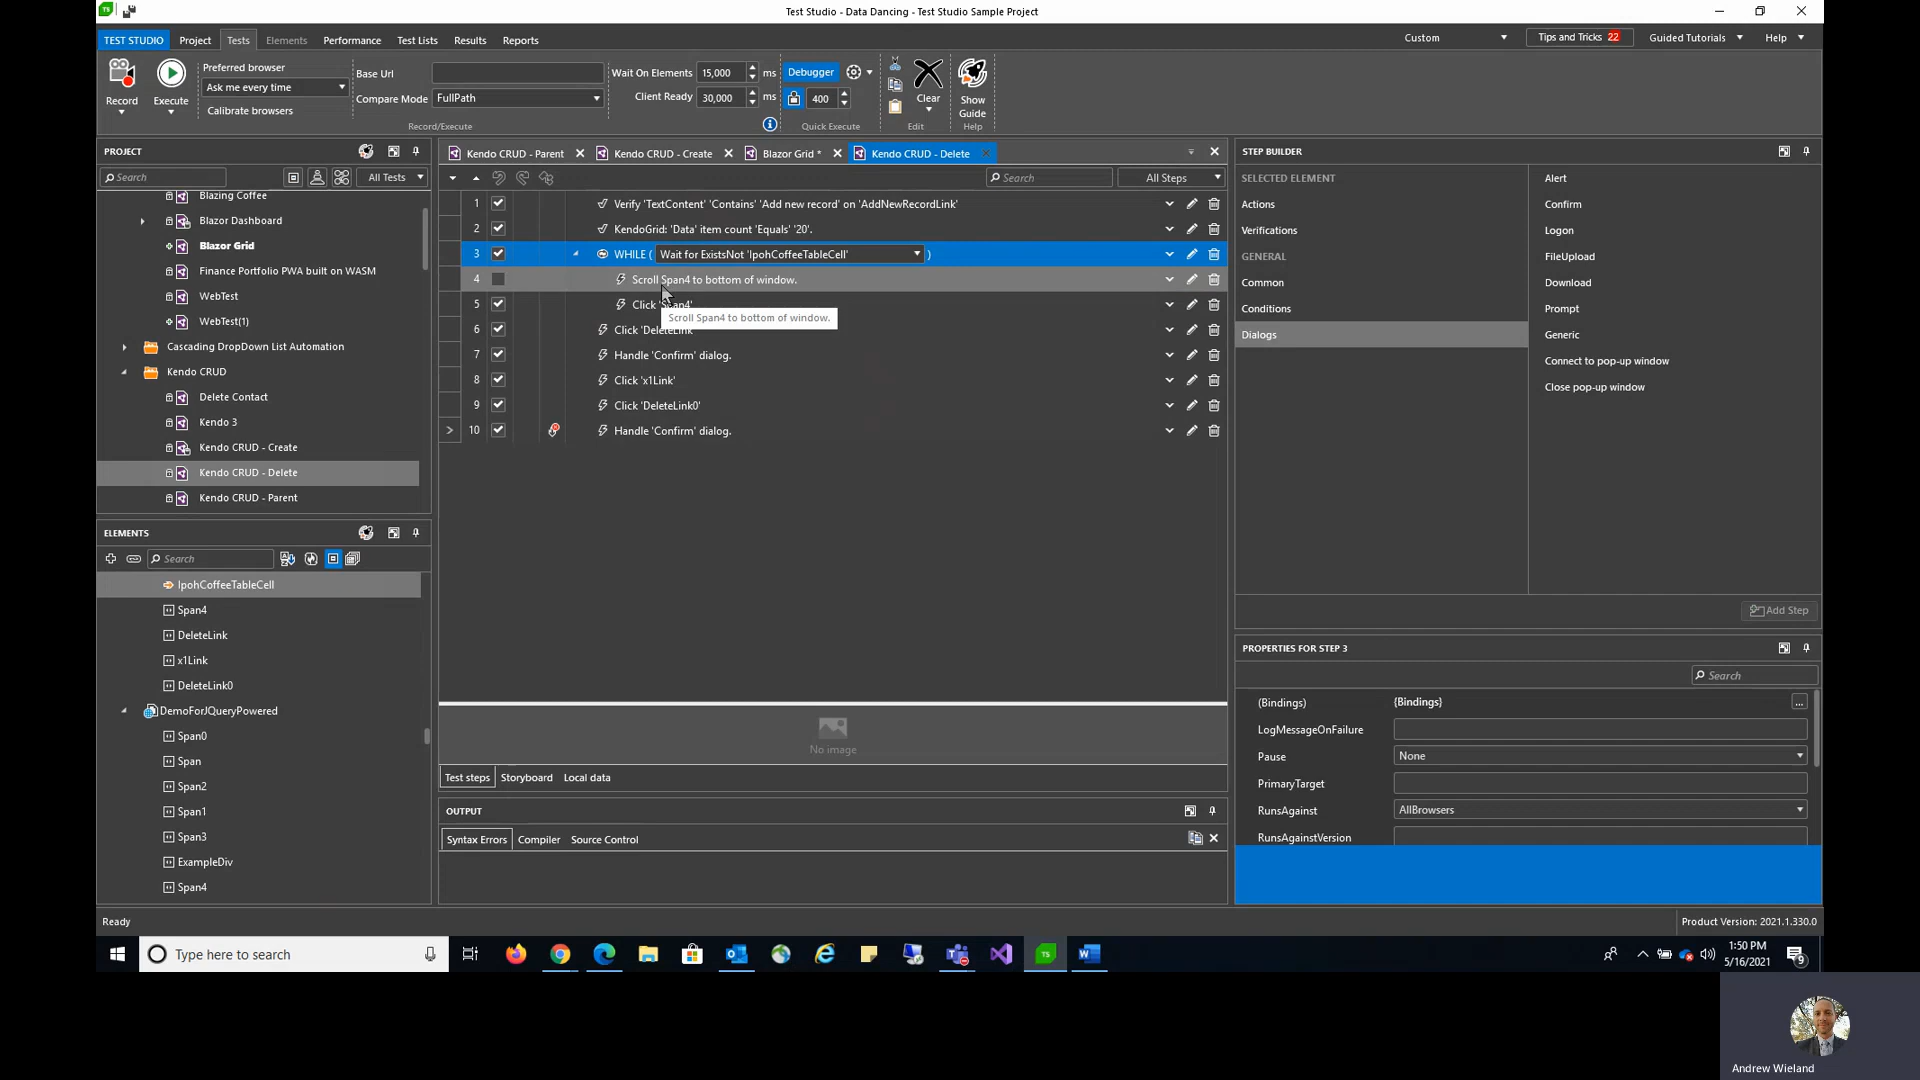 Test Studio - Data Dancing - Test Studio Sample Project
TEST STUDIO Project Tests Elements Performance Test Lists Results Reports
Custom
Tips and Tricks 22
Guided Tutorials
Help
Record
Execute
Preferred browser
Ask me every time
Calibrate browsers
Base Url
Compare Mode FullPath
Record/Execute
Wait On Elements 15,000 ms
Client Ready 30,000 ms
Debugger
400
Quick Execute
Clear
Edit
Show Guide
Help
PROJECT
Search
All Tests
Blazing Coffee
Blazor Dashboard
Blazor Grid
Finance Portfolio PWA built on WASM
WebTest
WebTest(1)
Cascading DropDown List Automation
Kendo CRUD
Delete Contact
Kendo 3
Kendo CRUD - Create
Kendo CRUD - Delete
Kendo CRUD - Parent
ELEMENTS
Search
IpohCoffeeTableCell
Span4
DeleteLink
x1Link
DeleteLink0
DemoForJQueryPowered
Span0
Span
Span2
Span1
Span3
ExampleDiv
Span4
Kendo CRUD - Parent
Kendo CRUD - Create
Blazor Grid *
Kendo CRUD - Delete
Search
All Steps
1 Verify 'TextContent' 'Contains' 'Add new record' on 'AddNewRecordLink'
2 KendoGrid: 'Data' item count 'Equals' '20'.
3 WHILE ( Wait for ExistsNot 'IpohCoffeeTableCell' )
4 Scroll Span4 to bottom of window.
5 Click 'Span4'
Scroll Span4 to bottom of window.
6 Click 'DeleteLink'
7 Handle 'Confirm' dialog.
8 Click 'x1Link'
9 Click 'DeleteLink0'
> 10 Handle 'Confirm' dialog.
No image
Test steps Storyboard Local data
OUTPUT
Syntax Errors Compiler Source Control
STEP BUILDER
SELECTED ELEMENT
Actions
Verifications
GENERAL
Common
Conditions
Dialogs
Alert
Confirm
Logon
FileUpload
Download
Prompt
Generic
Connect to pop-up window
Close pop-up window
Add Step
PROPERTIES FOR STEP 3
Search
(Bindings) {Bindings} ...
LogMessageOnFailure
Pause None
PrimaryTarget
RunsAgainst AllBrowsers
RunsAgainstVersion
Ready
Product Version: 2021.1.330.0
Type here to search
1:50 PM
5/16/2021
9
Andrew Wieland